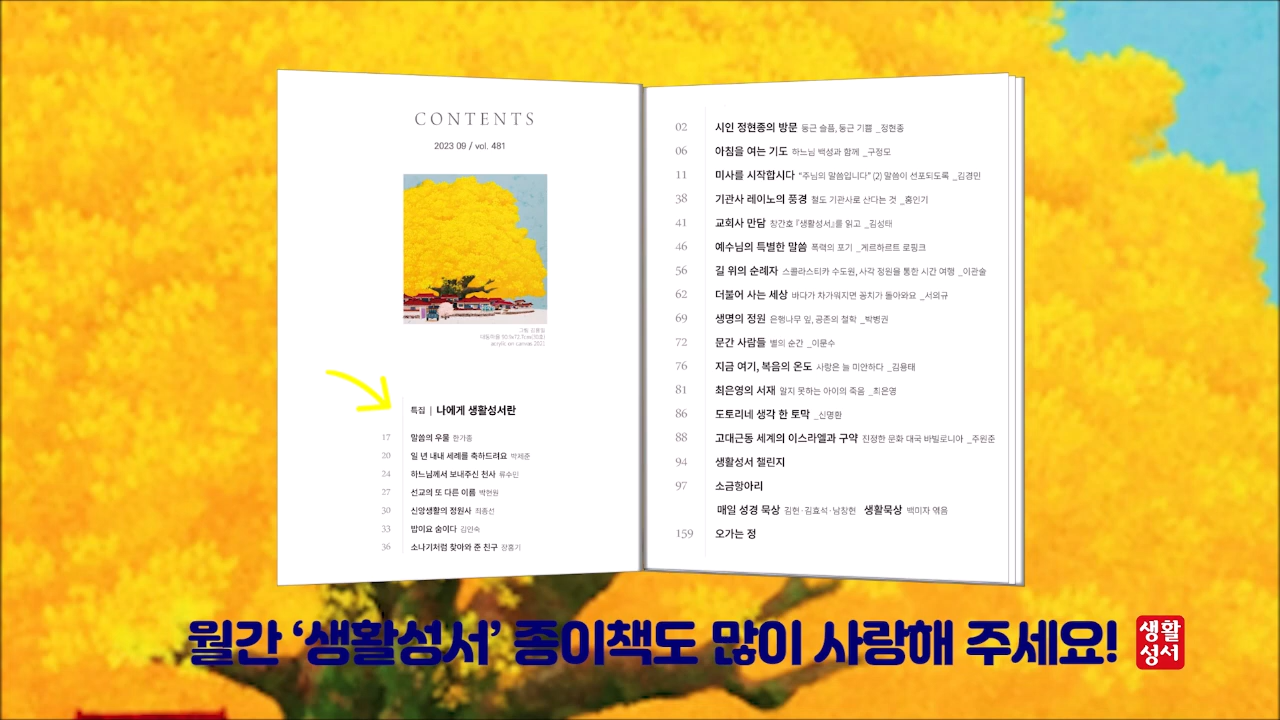 CONTENTS
2023 09 / vol. 481
그림 김류일
acrylic on canvas 2021
특집 | 나에게 생활성서란
17 말씀의 우물 한가종
20 일 년 내내 세례를 축하드려요 박세준
24 하느님께서 보내주신 천사 류수인
27 선교의 또 다른 이름 박현원
30 신앙생활의 정원사 최종선
33 밥이요 숨이다 김인숙
36 소나기처럼 찾아와 준 친구 장홍기
02 시인 정현종의 방문 둥근 슬픔, 둥근 기쁨 _정현종
06 아침을 여는 기도 하느님 백성과 함께 _구정모
11 미사를 시작합시다 “주님의 말씀입니다” (2) 말씀이 선포되도록 _김경민
38 기관사 레이노의 풍경 철도 기관사로 산다는 것 _홍인기
41 교회사 만담 창간호 『생활성서』를 읽고 _김성태
46 예수님의 특별한 말씀 폭력의 포기 _게르하르트 로핑크
56 길 위의 순례자 스콜라스티카 수도원, 사각 정원을 통한 시간 여행 _이관술
62 더불어 사는 세상 바다가 차가워지면 꽁치가 돌아와요 _서의규
69 생명의 정원 은행나무 잎, 공존의 철학 _박병권
72 문간 사람들 별의 순간 _이문수
76 지금 여기, 복음의 온도 사랑은 늘 미안하다 _김용태
81 최은영의 서재 알지 못하는 아이의 죽음 _최은영
86 도토리네 생각 한 토막 _신명환
88 고대근동 세계의 이스라엘과 구약 진정한 문화 대국 바빌로니아 _주원준
94 생활성서 챌린지
97 소금항아리
매일 성경 묵상 김현·김효석·남창현 생활묵상 백미자 엮음
159 오가는 정
월간 ‘생활성서’ 종이책도 많이 사랑해 주세요!
생활
성서